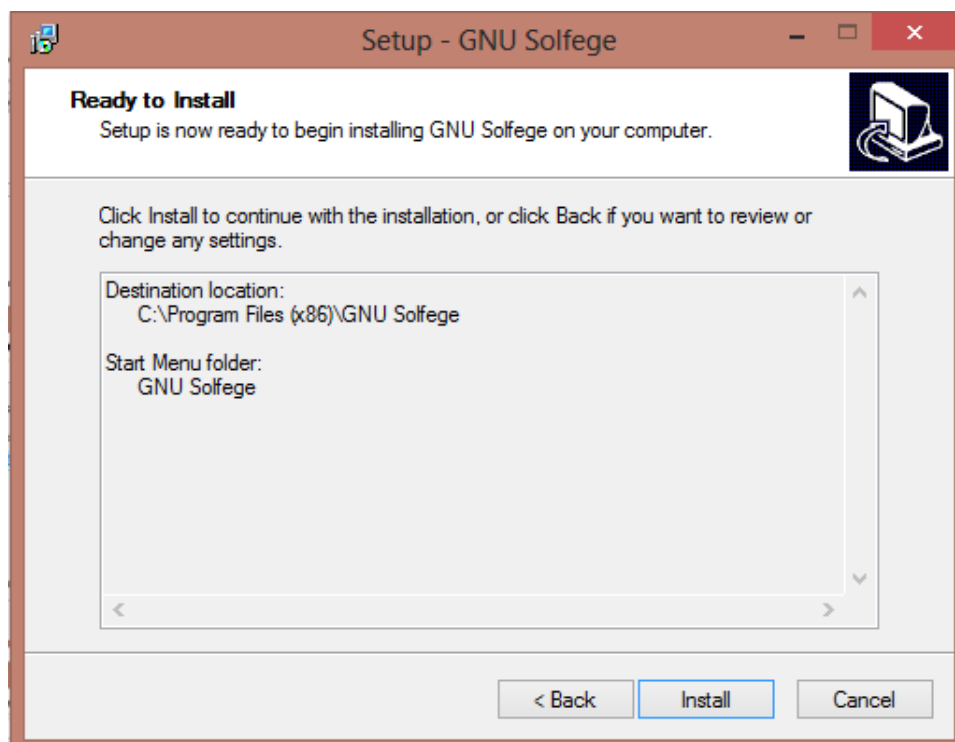 Setup - GNU Solfege
Ready to Install
Setup is now ready to begin installing GNU Solfege on your computer.
Click Install to continue with the installation, or click Back if you want to review or
change any settings.
Destination location:
C:\Program Files (x86)\GNU Solfege
Start Menu folder:
GNU Solfege
< Back
Install
Cancel